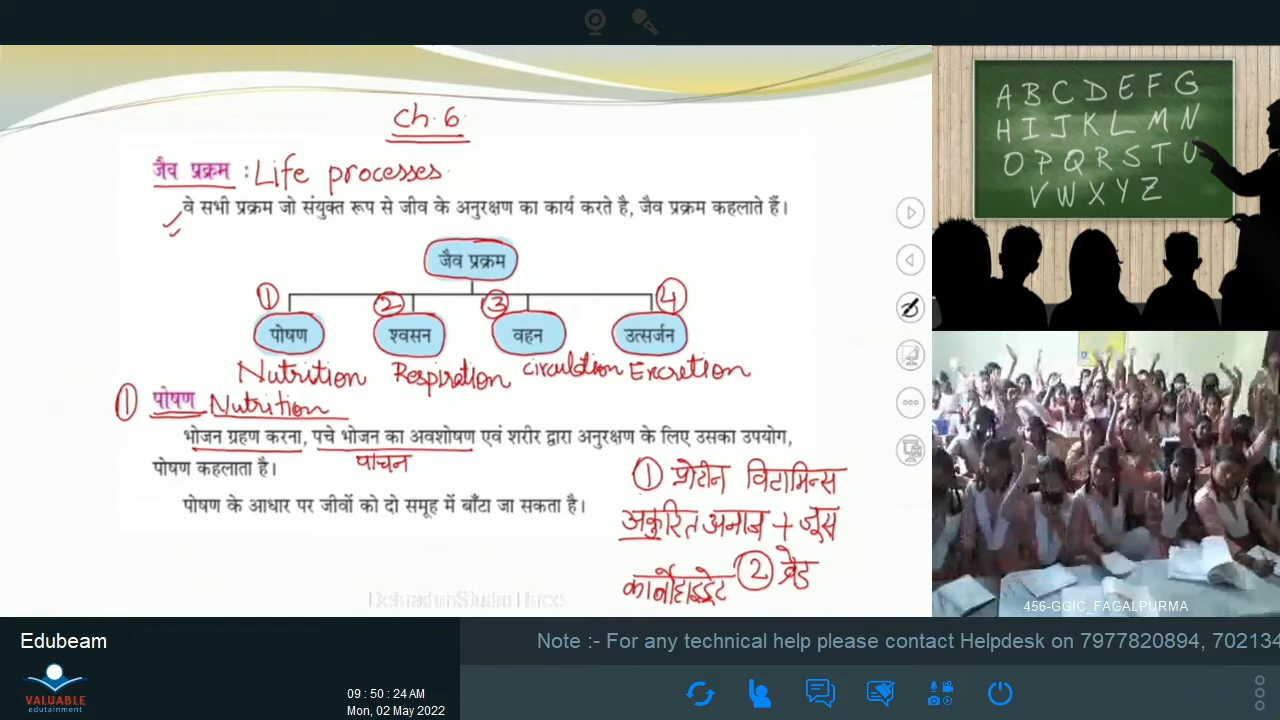 Ch. 6
जैव प्रक्रम : Life processes.
वे सभी प्रक्रम जो संयुक्त रूप से जीव के अनुरक्षण का कार्य करते है, जैव प्रक्रम कहलाते हैं।
जैव प्रक्रम
① ② ③ ④
पोषण श्वसन वहन उत्सर्जन
Nutrition Respiration Circulation Excretion
① पोषण Nutrition
भोजन ग्रहण करना, पचे भोजन का अवशोषण एवं शरीर द्वारा अनुरक्षण के लिए उसका उपयोग,
पाचन
पोषण कहलाता है।
पोषण के आधार पर जीवों को दो समूह में बाँटा जा सकता है।
① प्रोटीन विटामिन्स
अंकुरित अनाज + जूस
कार्बोहाइड्रेट ② ब्रेड
A B C D E F G
H I J K L M N
O P Q R S T U
V W X Y Z
456-GGIC_FAGALPURMA
Edubeam
Note :- For any technical help please contact Helpdesk on 7977820894, 702134
VALUABLE
edutainment
09 : 50 : 24 AM
Mon, 02 May 2022